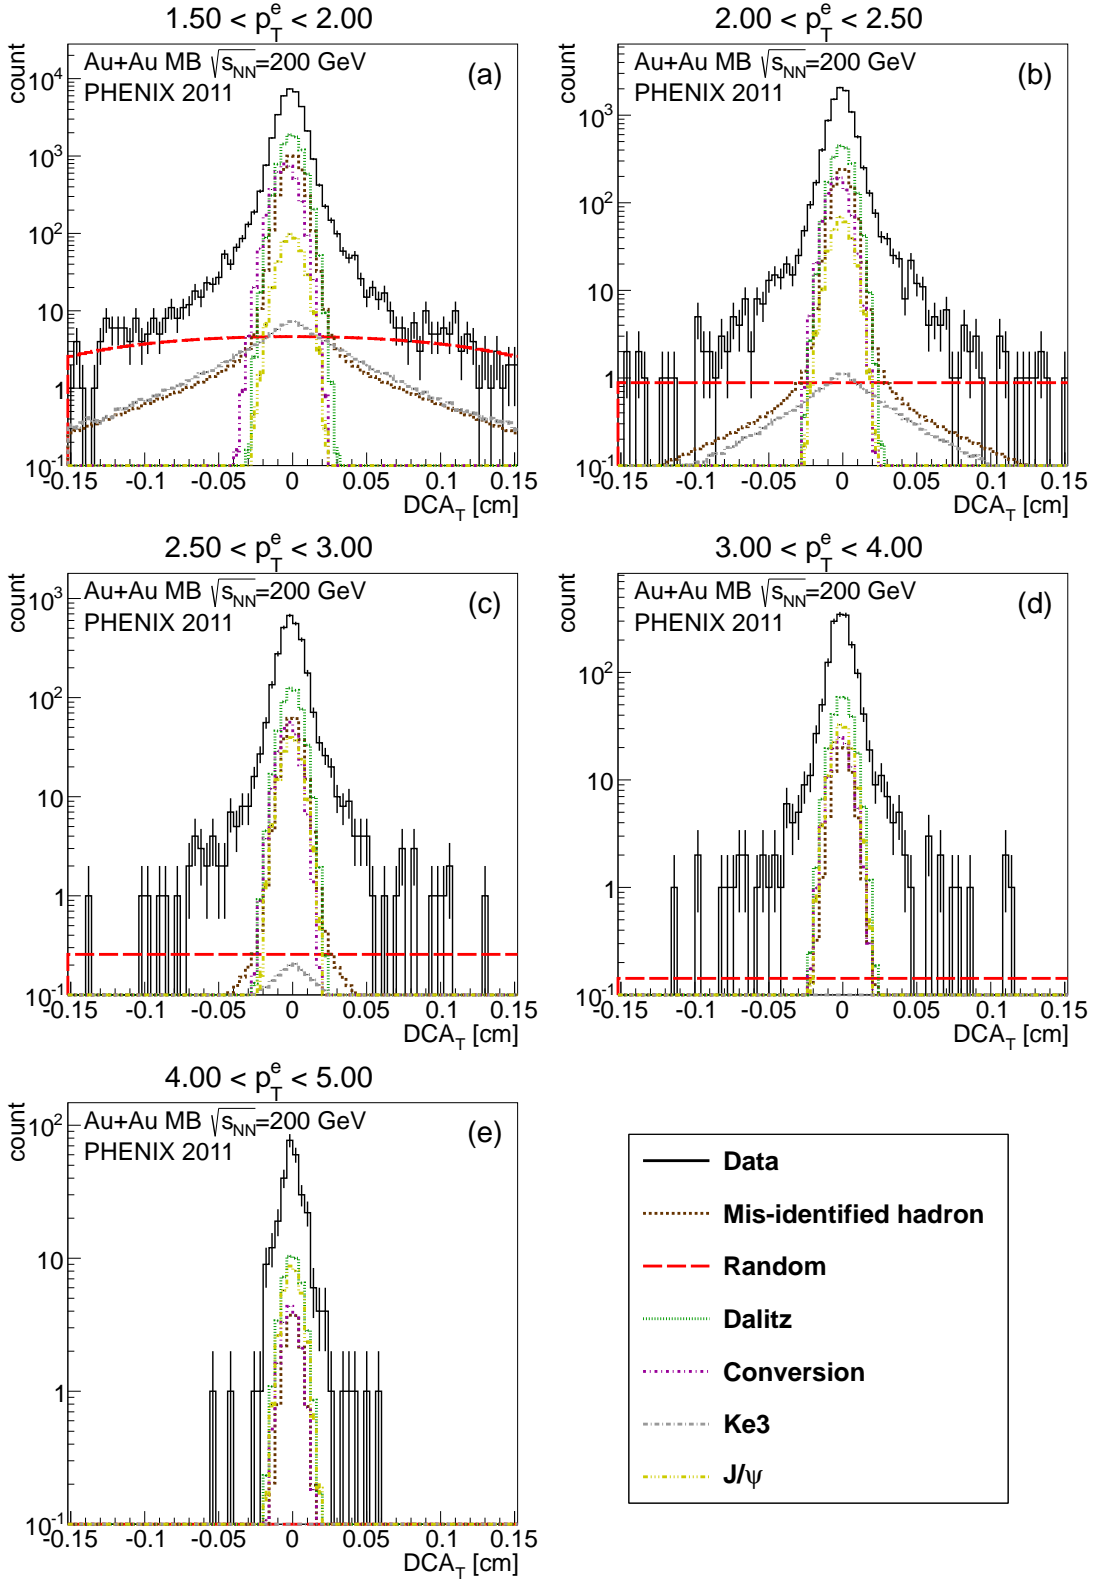 1.50 < p_T^e < 2.00
count
Au+Au MB √s_NN=200 GeV
PHENIX 2011
(a)
10^4
10^3
10^2
10
1
10^-1
-0.15 -0.1 -0.05 0 0.05 0.1 0.15
DCA_T [cm]
2.00 < p_T^e < 2.50
count
Au+Au MB √s_NN=200 GeV
PHENIX 2011
(b)
10^3
10^2
10
1
10^-1
-0.15 -0.1 -0.05 0 0.05 0.1 0.15
DCA_T [cm]
2.50 < p_T^e < 3.00
count
Au+Au MB √s_NN=200 GeV
PHENIX 2011
(c)
10^3
10^2
10
1
10^-1
-0.15 -0.1 -0.05 0 0.05 0.1 0.15
DCA_T [cm]
3.00 < p_T^e < 4.00
count
Au+Au MB √s_NN=200 GeV
PHENIX 2011
(d)
10^2
10
1
10^-1
-0.15 -0.1 -0.05 0 0.05 0.1 0.15
DCA_T [cm]
4.00 < p_T^e < 5.00
count
Au+Au MB √s_NN=200 GeV
PHENIX 2011
(e)
10^2
10
1
10^-1
-0.15 -0.1 -0.05 0 0.05 0.1 0.15
DCA_T [cm]
Data
Mis-identified hadron
Random
Dalitz
Conversion
Ke3
J/ψ